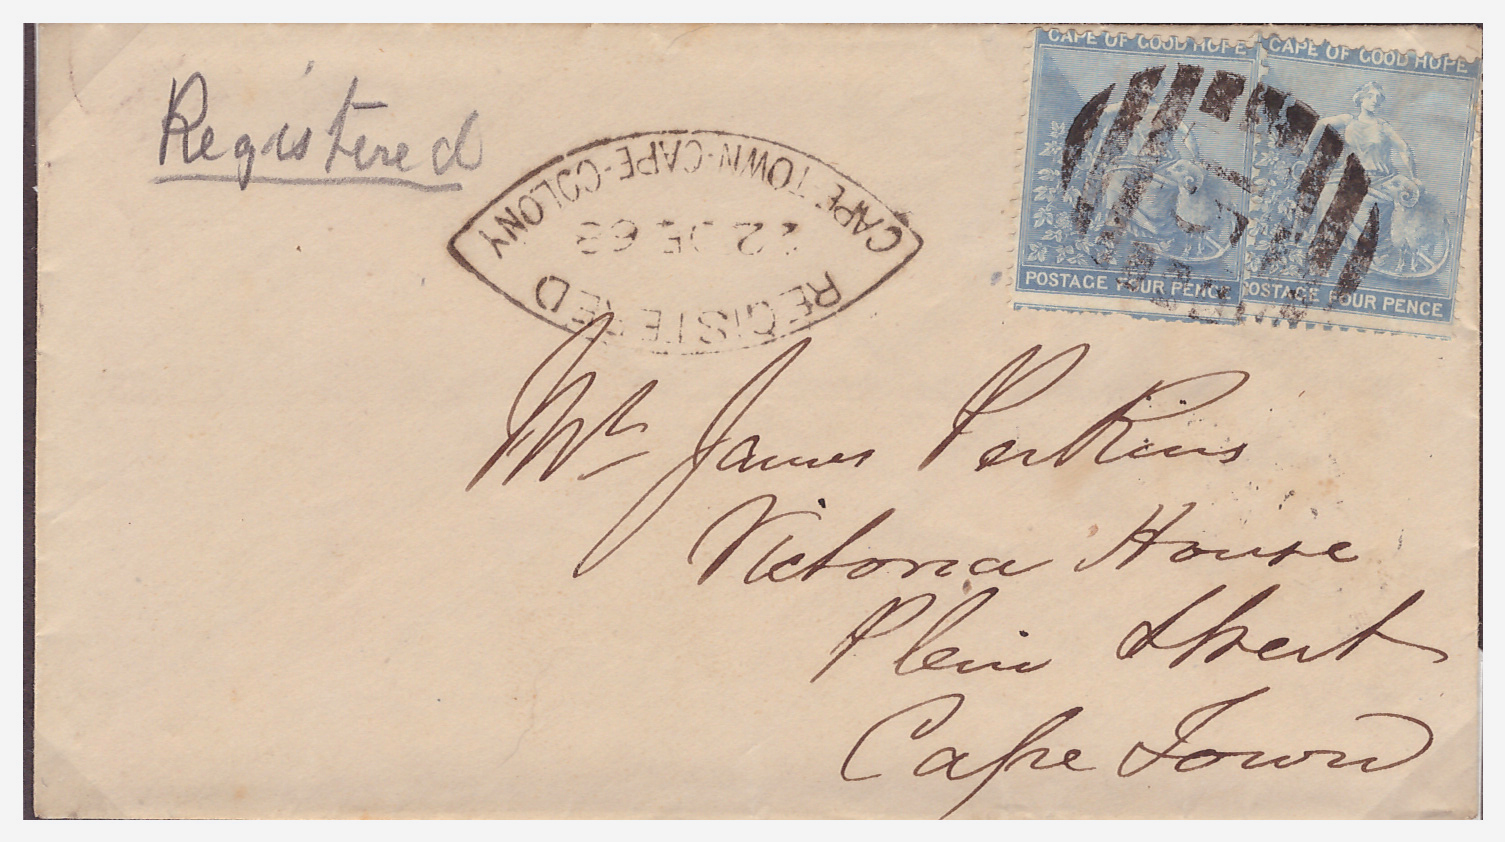 CAPE OF GOOD HOPE CAPE OF GOOD HOPE
POSTAGE FOUR PENCE POSTAGE FOUR PENCE
Registered
CAPE-TOWN-CAPE-COLONY
22 DE 63
REGISTERED
Mr James Perkins
Victoria House
Plein Street
Cape Town